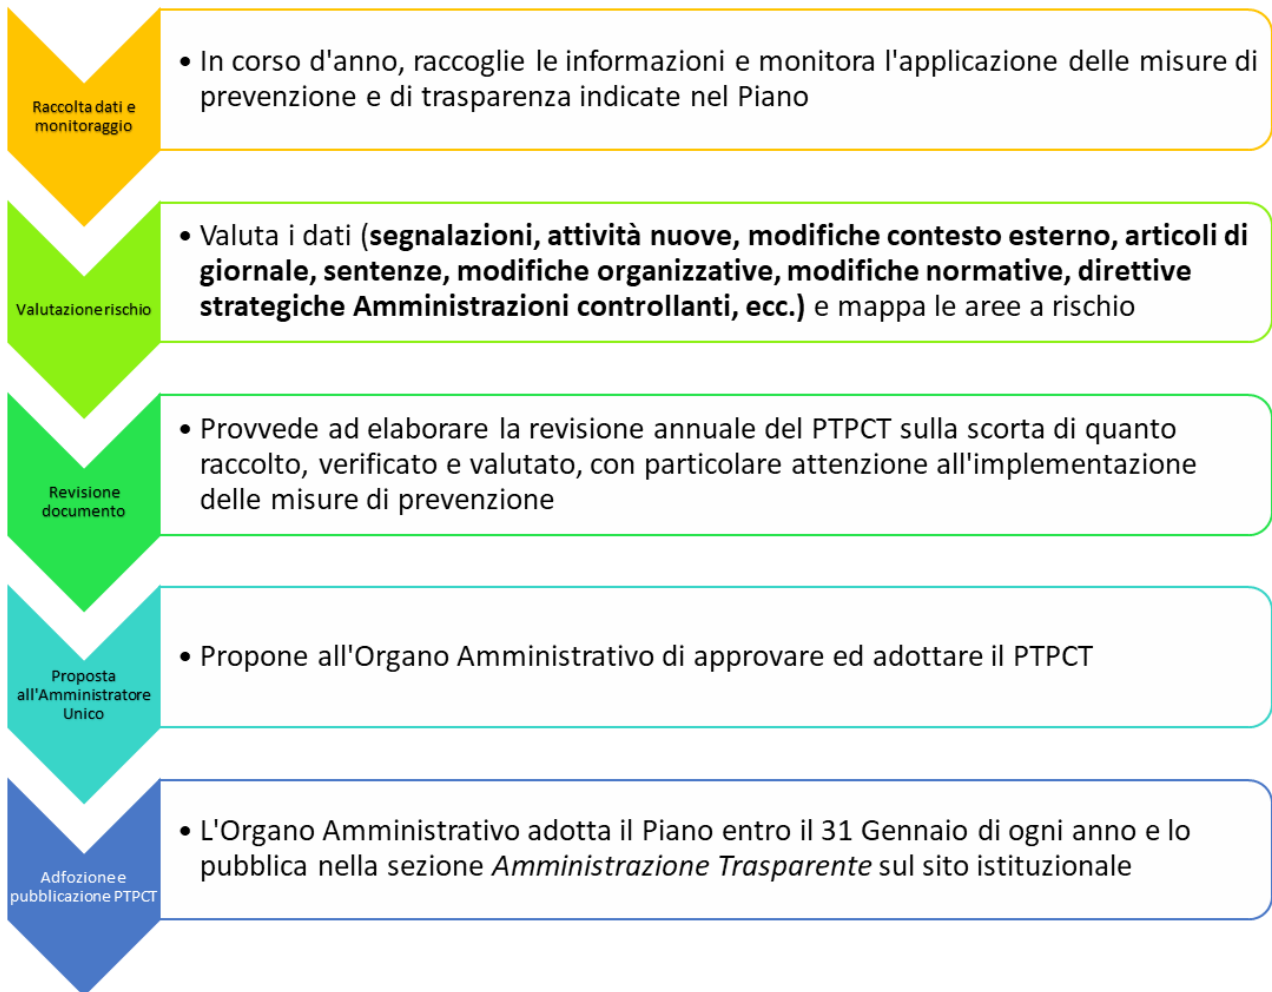 Raccolta dati e
monitoraggio
• In corso d'anno, raccoglie le informazioni e monitora l'applicazione delle misure di
prevenzione e di trasparenza indicate nel Piano
Valutazione rischio
• Valuta i dati (segnalazioni, attività nuove, modifiche contesto esterno, articoli di
giornale, sentenze, modifiche organizzative, modifiche normative, direttive
strategiche Amministrazioni controllanti, ecc.) e mappa le aree a rischio
Revisione
documento
• Provvede ad elaborare la revisione annuale del PTPCT sulla scorta di quanto
raccolto, verificato e valutato, con particolare attenzione all'implementazione
delle misure di prevenzione
Proposta
all'Amministratore
Unico
• Propone all'Organo Amministrativo di approvare ed adottare il PTPCT
Adfozione e
pubblicazione PTPCT
• L'Organo Amministrativo adotta il Piano entro il 31 Gennaio di ogni anno e lo
pubblica nella sezione Amministrazione Trasparente sul sito istituzionale